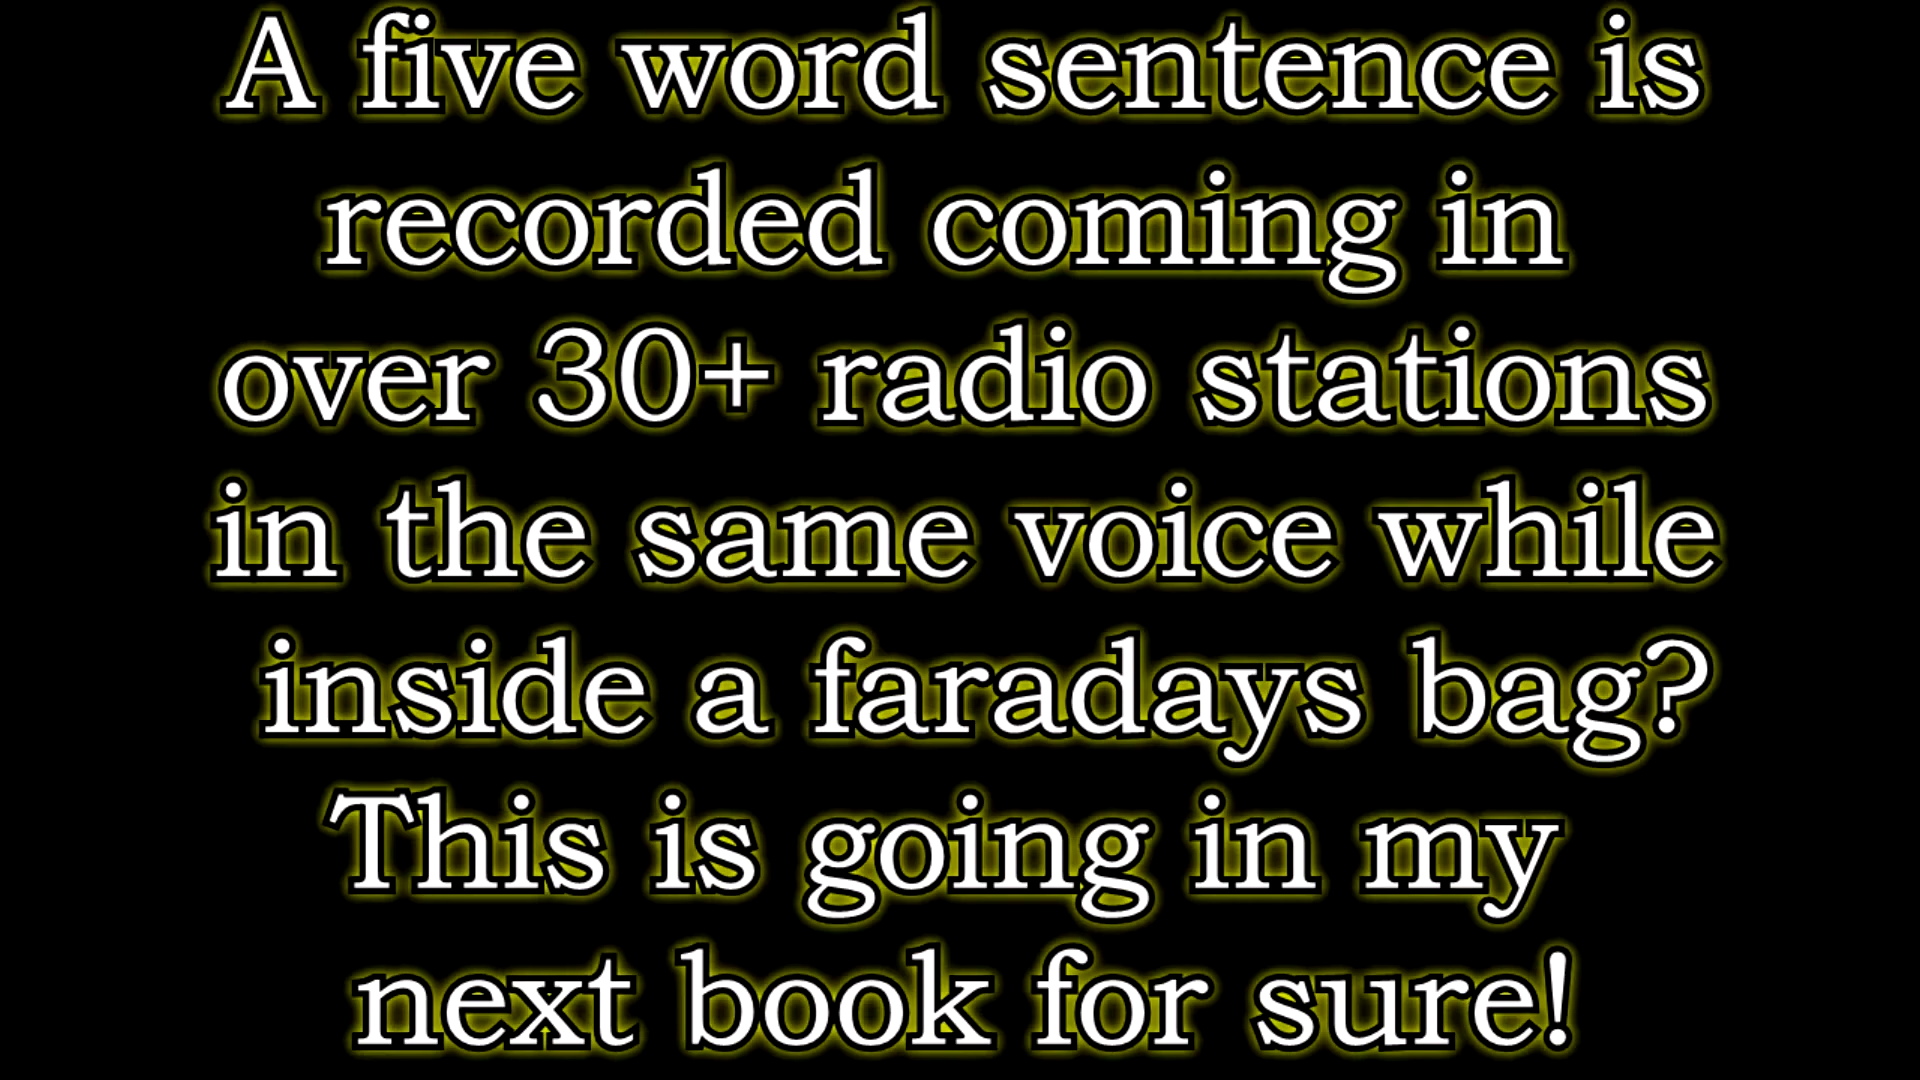 A five word sentence is
recorded coming in
over 30+ radio stations
in the same voice while
inside a faradays bag?
This is going in my
next book for sure!